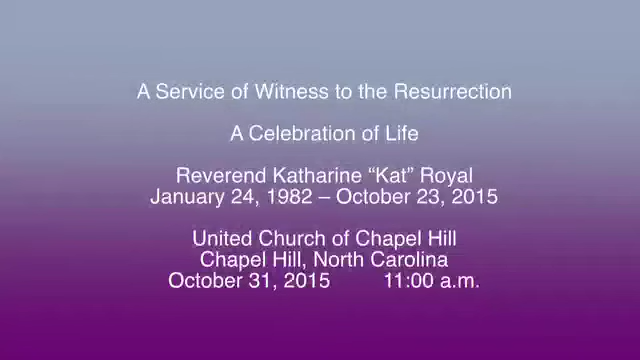 A Service of Witness to the Resurrection
A Celebration of Life
Reverend Katharine “Kat” Royal
January 24, 1982 – October 23, 2015
United Church of Chapel Hill
Chapel Hill, North Carolina
October 31, 2015 11:00 a.m.